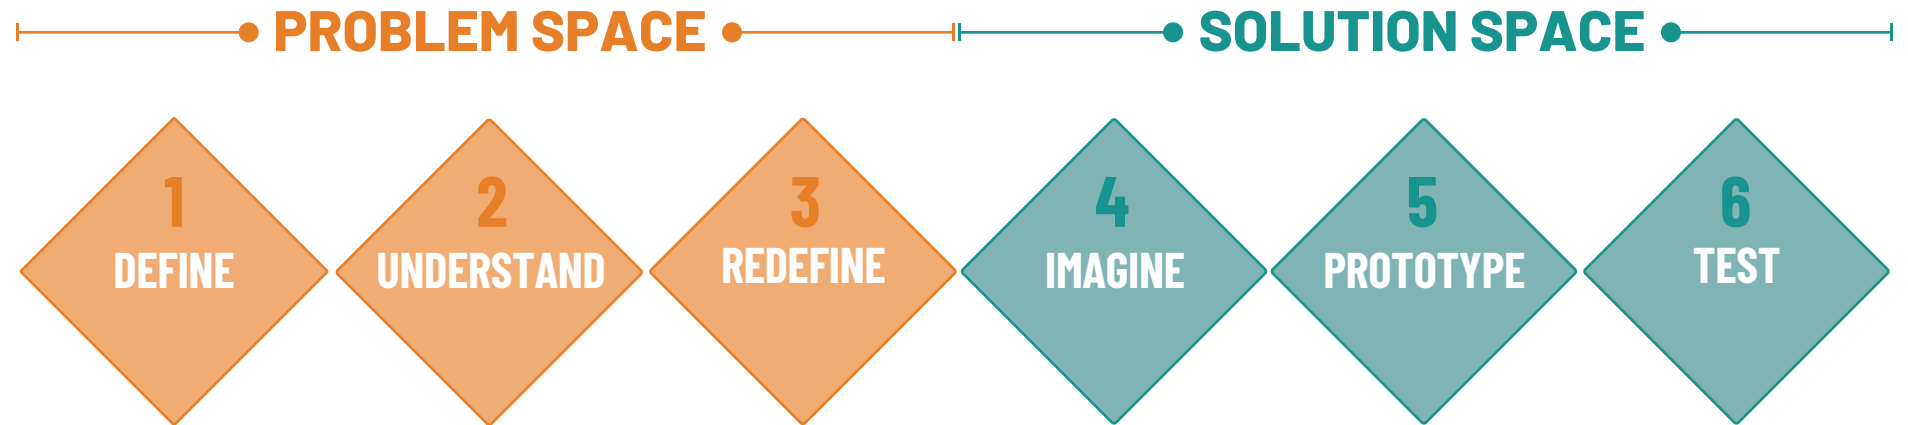 PROBLEM SPACE
SOLUTION SPACE
1
DEFINE
2
UNDERSTAND
3
REDEFINE
4
IMAGINE
5
PROTOTYPE
6
TEST